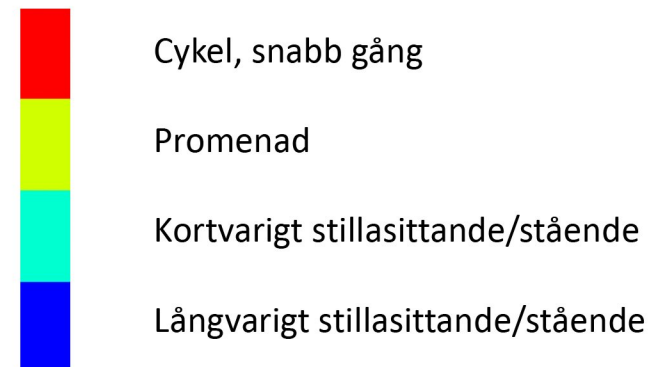 Cykel, snabb gång
Promenad
Kortvarigt stillasittande/stående
Långvarigt stillasittande/stående